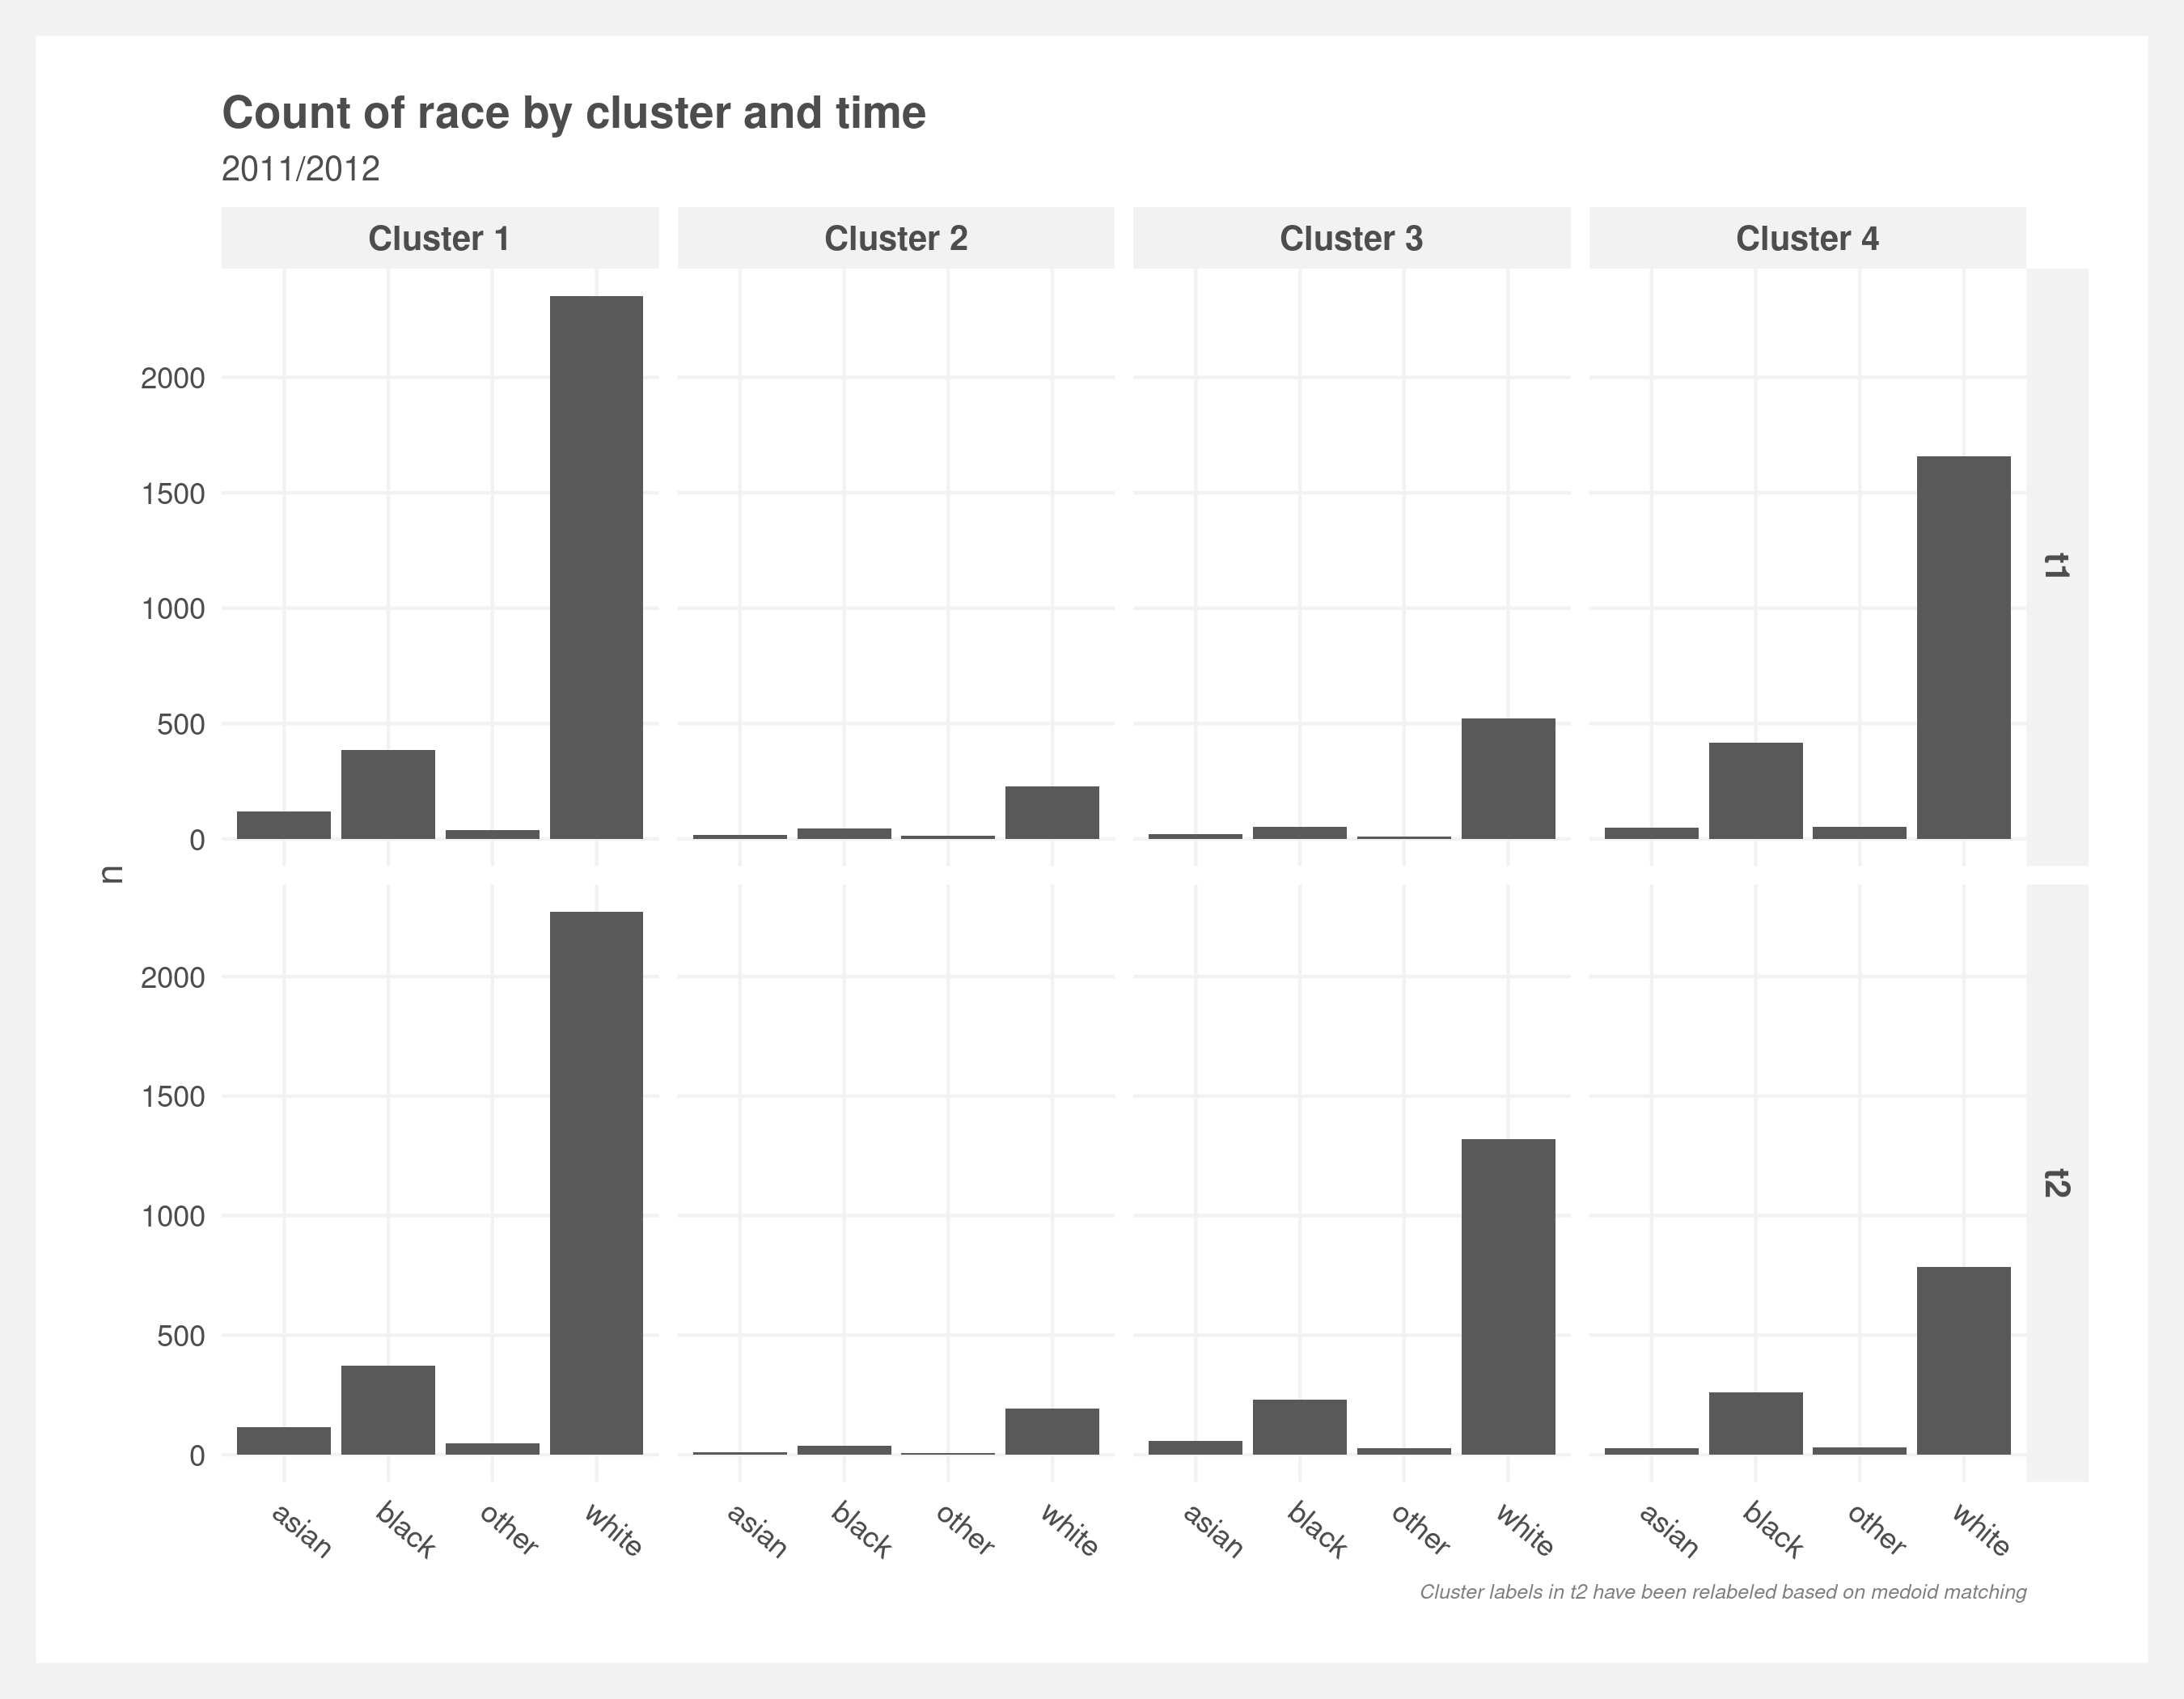 Count of race by cluster and time
2011/2012
Cluster 1 Cluster 2 Cluster 3 Cluster 4
2000
1500
1000
500
0
t1
n
2000
1500
1000
500
0
t2
asian black other white asian black other white asian black other white asian black other white
Cluster labels in t2 have been relabeled based on medoid matching